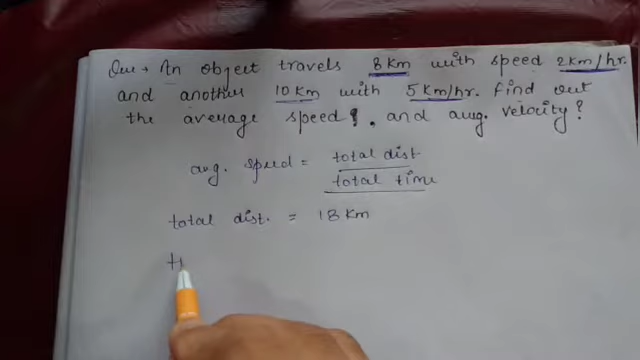 Que → An object travels 8 Km with speed 2 km/hr.
and another 10 km with 5 km/hr. Find out
the average speed?. and avg. velocity?
avg. speed = total dist
total time
total dist. = 18 Km
t